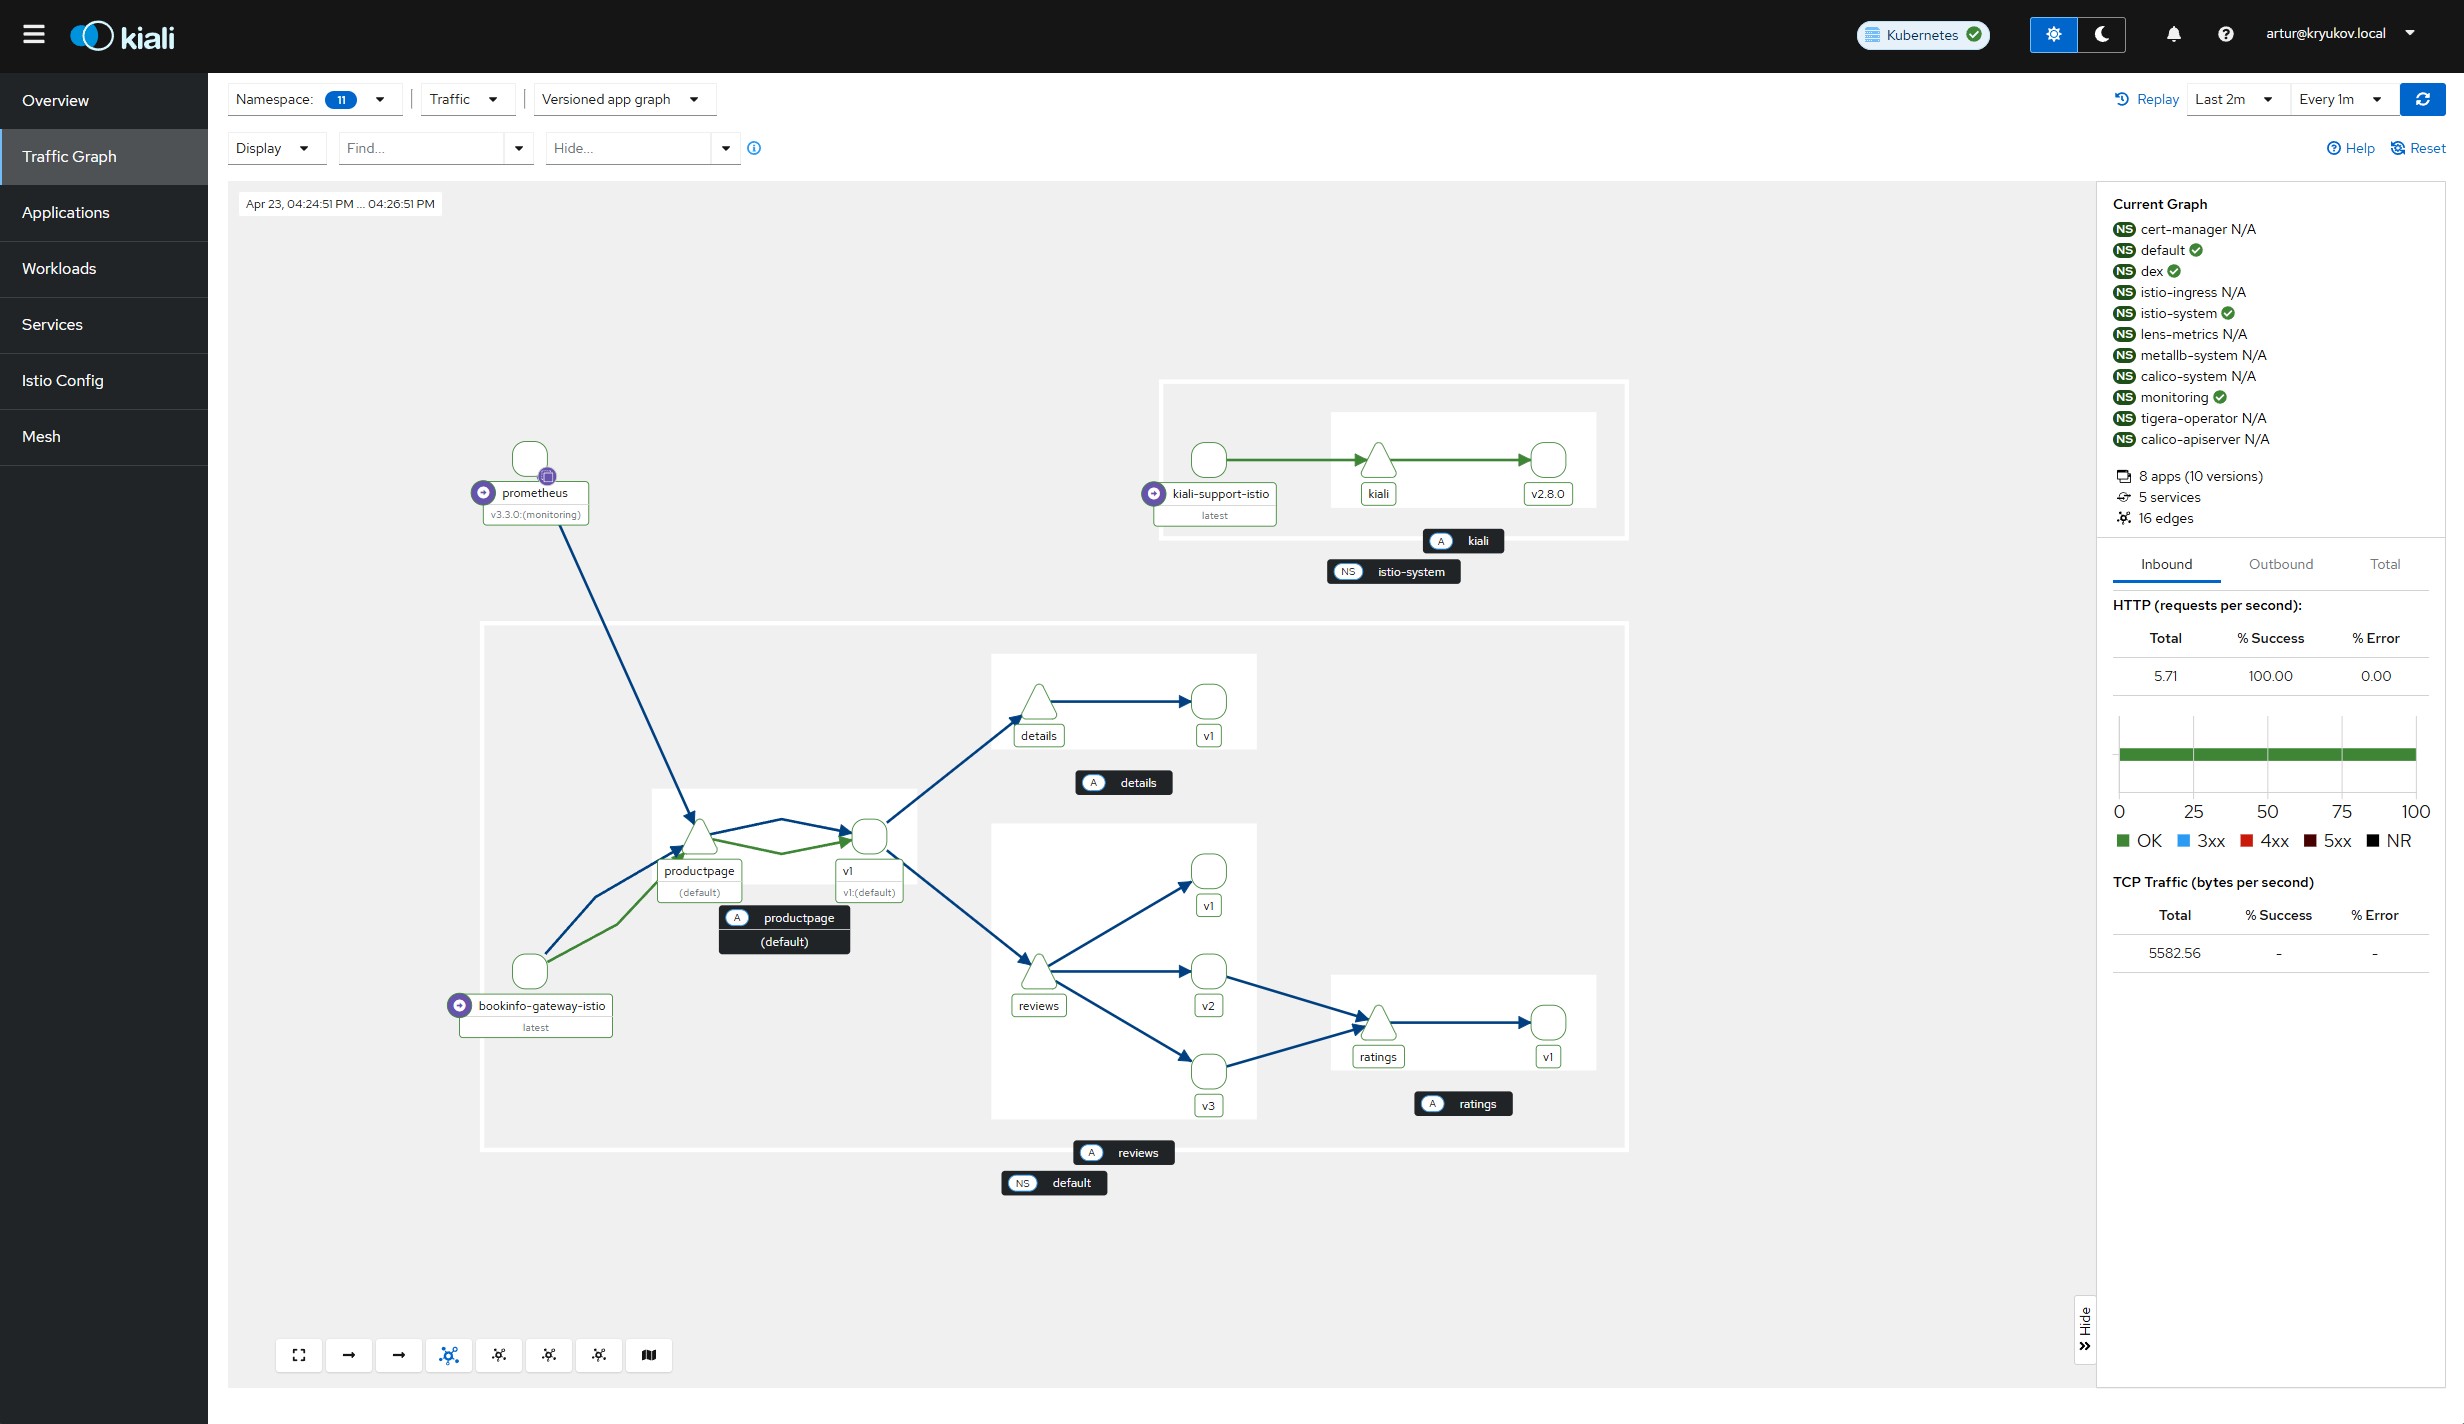 kiali
Kubernetes
artur@kryukov.local
Overview
Traffic Graph
Applications
Workloads
Services
Istio Config
Mesh
Namespace: 11
Traffic
Versioned app graph
Replay
Last 2m
Every 1m
Display
Find...
Hide...
Help
Reset
Apr 23, 04:24:51 PM ... 04:26:51 PM
prometheus
v3.3.0:(monitoring)
kiali-support-istio
latest
kiali
v2.8.0
A kiali
NS istio-system
details
v1
A details
productpage
(default)
v1
v1:(default)
A productpage
(default)
bookinfo-gateway-istio
latest
reviews
v1
v2
v3
ratings
v1
A ratings
A reviews
NS default
Hide
Current Graph
NS cert-manager N/A
NS default
NS dex
NS istio-ingress N/A
NS istio-system
NS lens-metrics N/A
NS metallb-system N/A
NS calico-system N/A
NS monitoring
NS tigera-operator N/A
NS calico-apiserver N/A
8 apps (10 versions)
5 services
16 edges
Inbound Outbound Total
HTTP (requests per second):
Total % Success % Error
5.71 100.00 0.00
0 25 50 75 100
OK 3xx 4xx 5xx NR
TCP Traffic (bytes per second)
Total % Success % Error
5582.56 - -